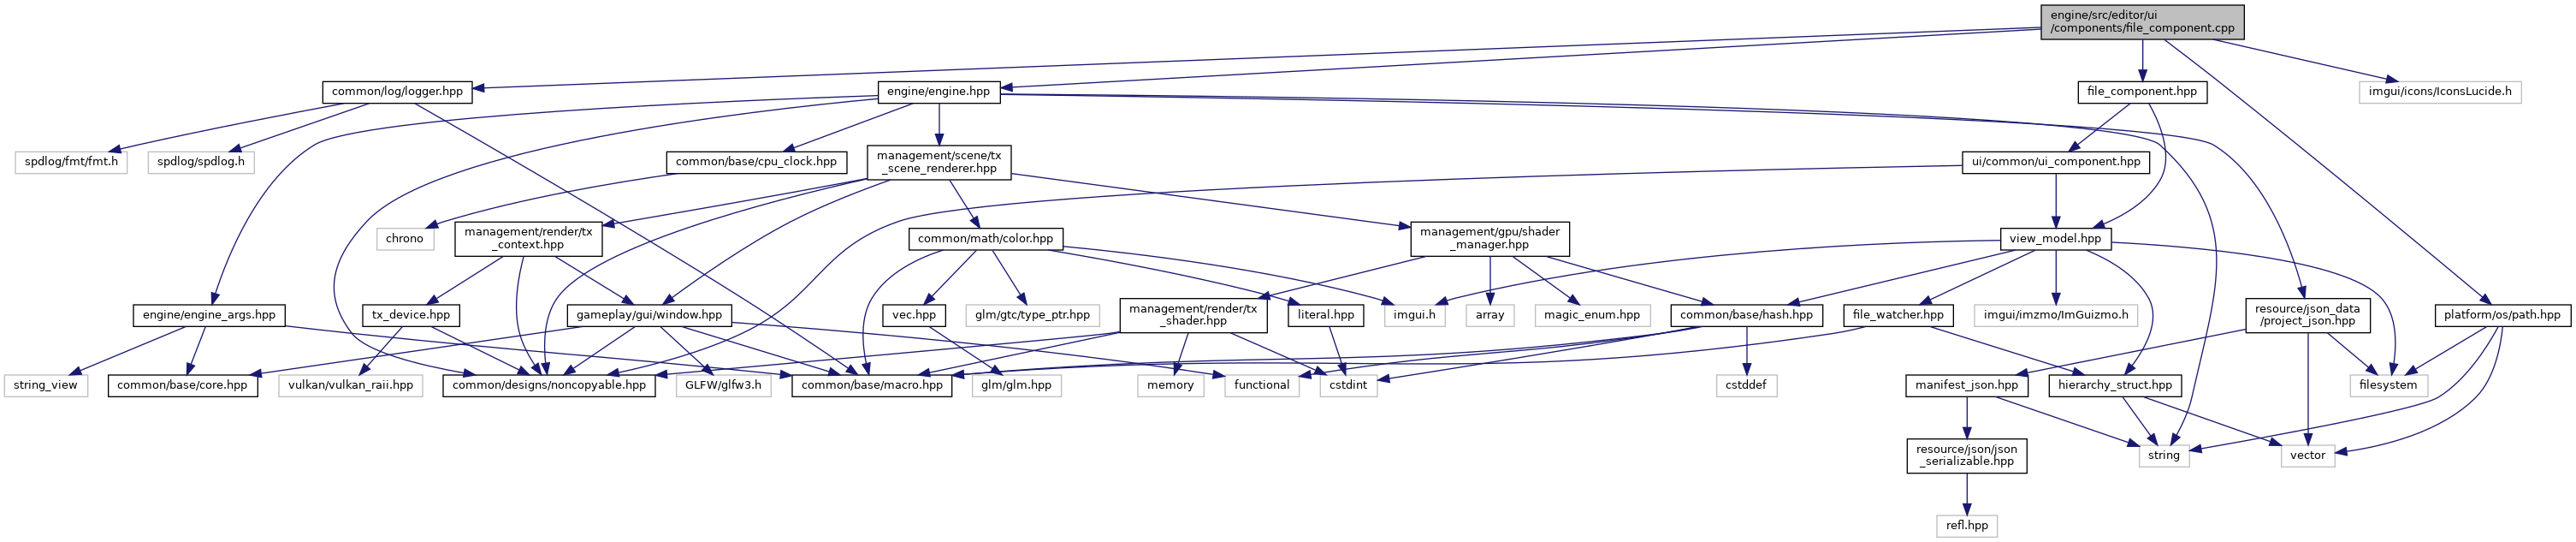 engine/src/editor/ui
/components/file_component.cpp
common/log/logger.hpp
engine/engine.hpp
file_component.hpp
imgui/icons/IconsLucide.h
spdlog/fmt/fmt.h
spdlog/spdlog.h
common/base/cpu_clock.hpp
management/scene/tx
_scene_renderer.hpp
ui/common/ui_component.hpp
chrono
management/render/tx
_context.hpp
common/math/color.hpp
management/gpu/shader
_manager.hpp
view_model.hpp
engine/engine_args.hpp
tx_device.hpp
gameplay/gui/window.hpp
vec.hpp
glm/gtc/type_ptr.hpp
management/render/tx
_shader.hpp
literal.hpp
imgui.h
array
magic_enum.hpp
common/base/hash.hpp
file_watcher.hpp
imgui/imzmo/ImGuizmo.h
resource/json_data
/project_json.hpp
platform/os/path.hpp
string_view
common/base/core.hpp
vulkan/vulkan_raii.hpp
common/designs/noncopyable.hpp
GLFW/glfw3.h
common/base/macro.hpp
glm/glm.hpp
memory
functional
cstdint
cstddef
manifest_json.hpp
hierarchy_struct.hpp
filesystem
resource/json/json
_serializable.hpp
string
vector
refl.hpp